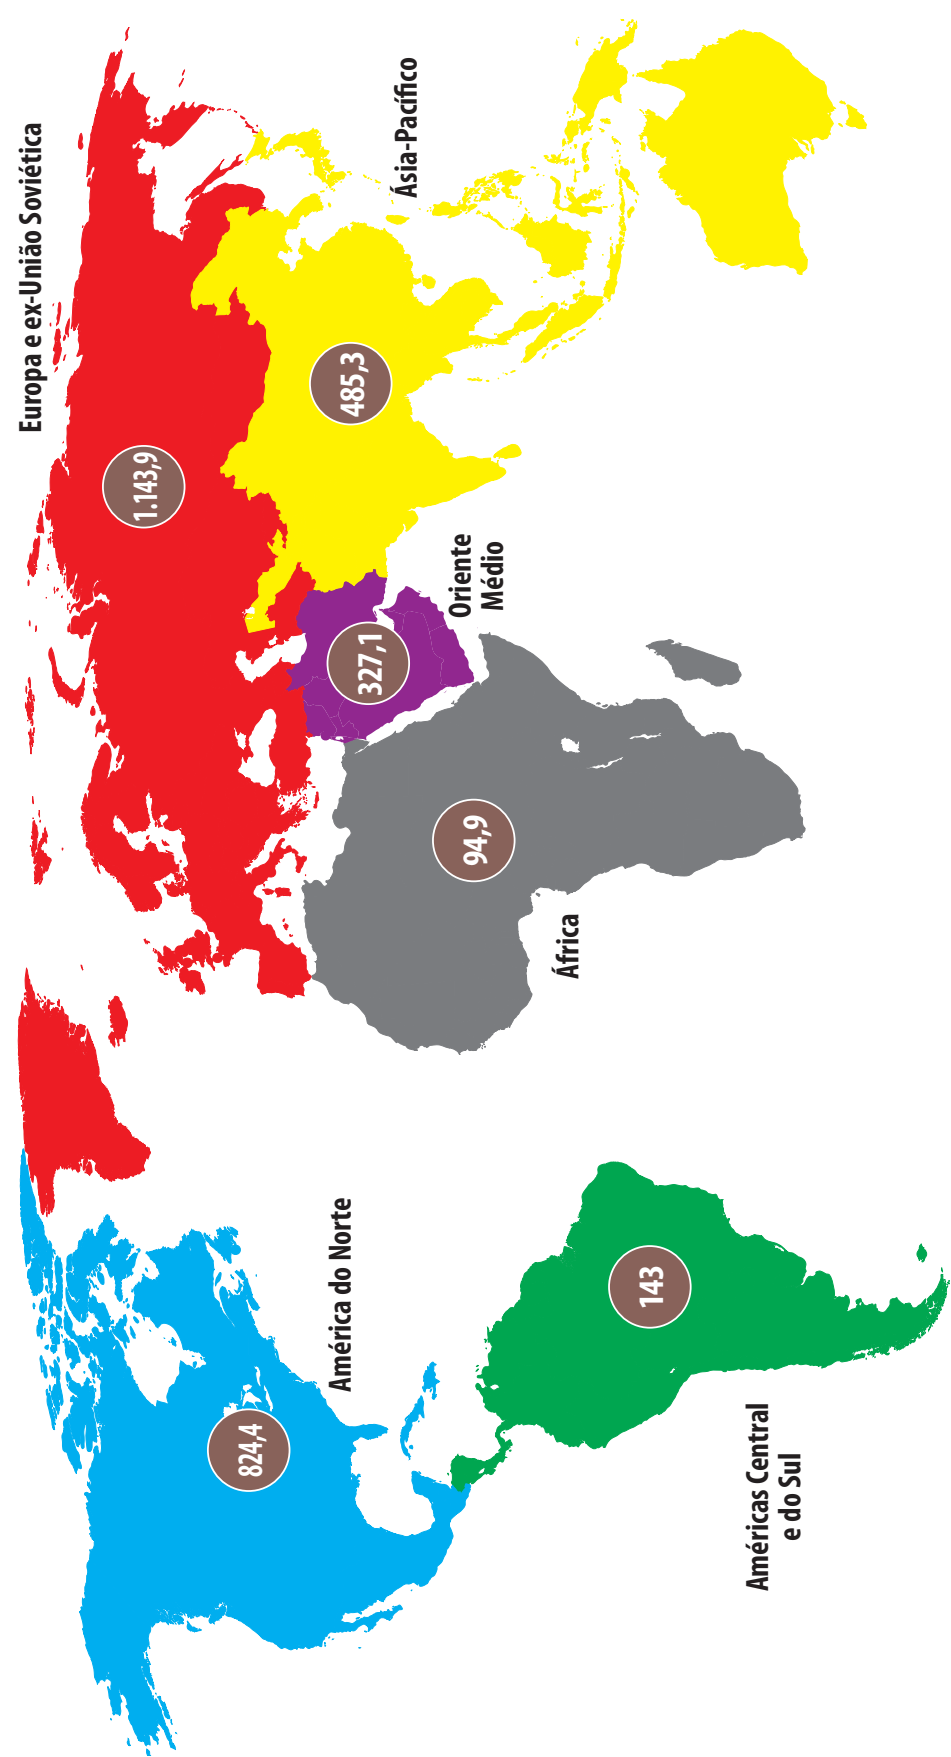 Europa e ex-União Soviética
1.143,9
América do Norte
824,4
Ásia-Pacífico
485,3
Oriente
Médio
327,1
África
94,9
Américas Central
e do Sul
143